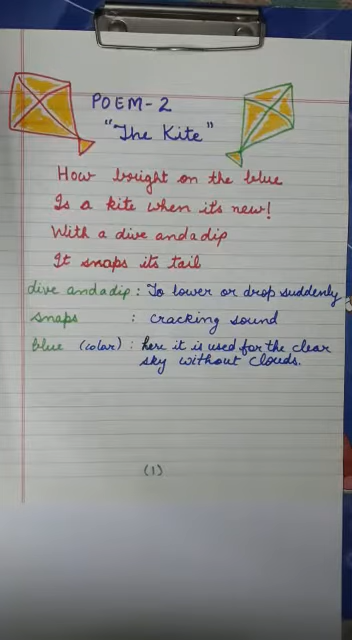 POEM-2
"The Kite"
How bright on the blue
Is a kite when it's new!
With a dive and a dip
It snaps its tail
dive and a dip : To lower or drop suddenly
snaps : cracking sound
blue (color) : here it is used for the clear
sky without clouds.
(1)